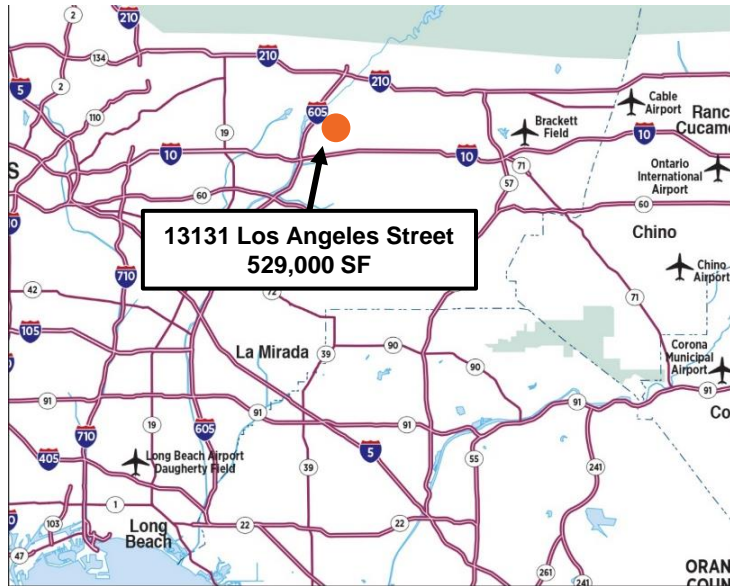 2
210
134
5
2
210
210
Cable
Airport
605
110
19
Brackett
Field
Ranc
Cucamo
10
10
10
71
Ontario
International
Airport
S
57
60
60
13131 Los Angeles Street
529,000 SF
Chino
10
710
Chino
Airport
42
72
71
105
La Mirada
39
90
90
Corona
Municipal
Airport
91
Co
91
19
91
91
91
710
605
405
Long Beach Airport
Daugherty Field
5
55
241
39
1
Long
Beach
103
22
22
47
261
241
ORAN
COUN